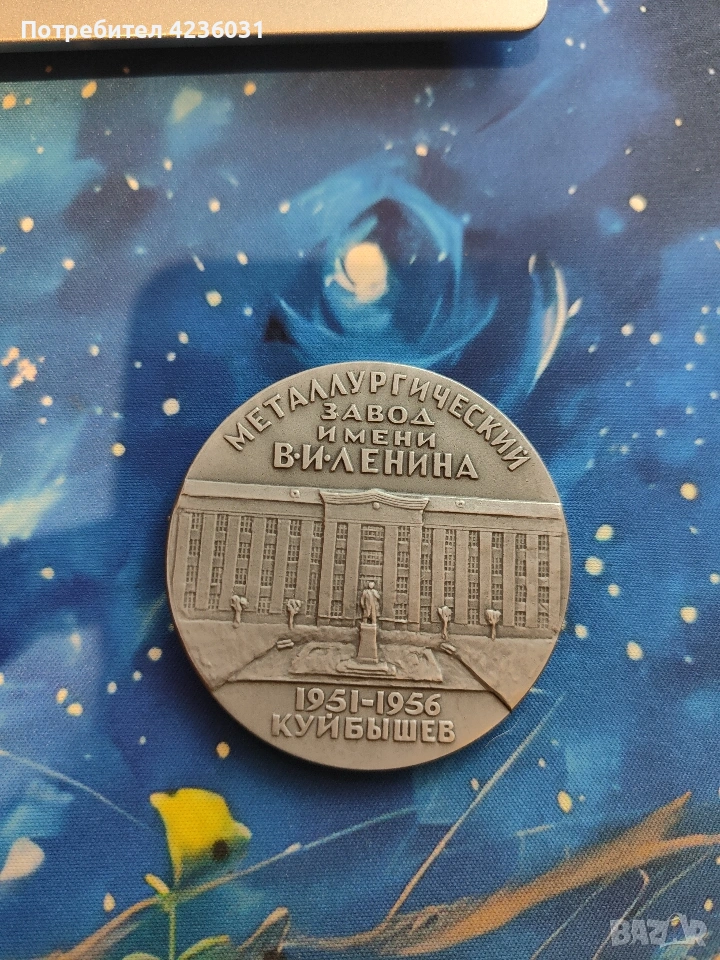 Потребител 4236031
МЕТАЛЛУРГИЧЕСКИЙ
ЗАВОД
ИМЕНИ
В·И·ЛЕНИНА
1951-1956
КУЙБЫШЕВ
BAZAR